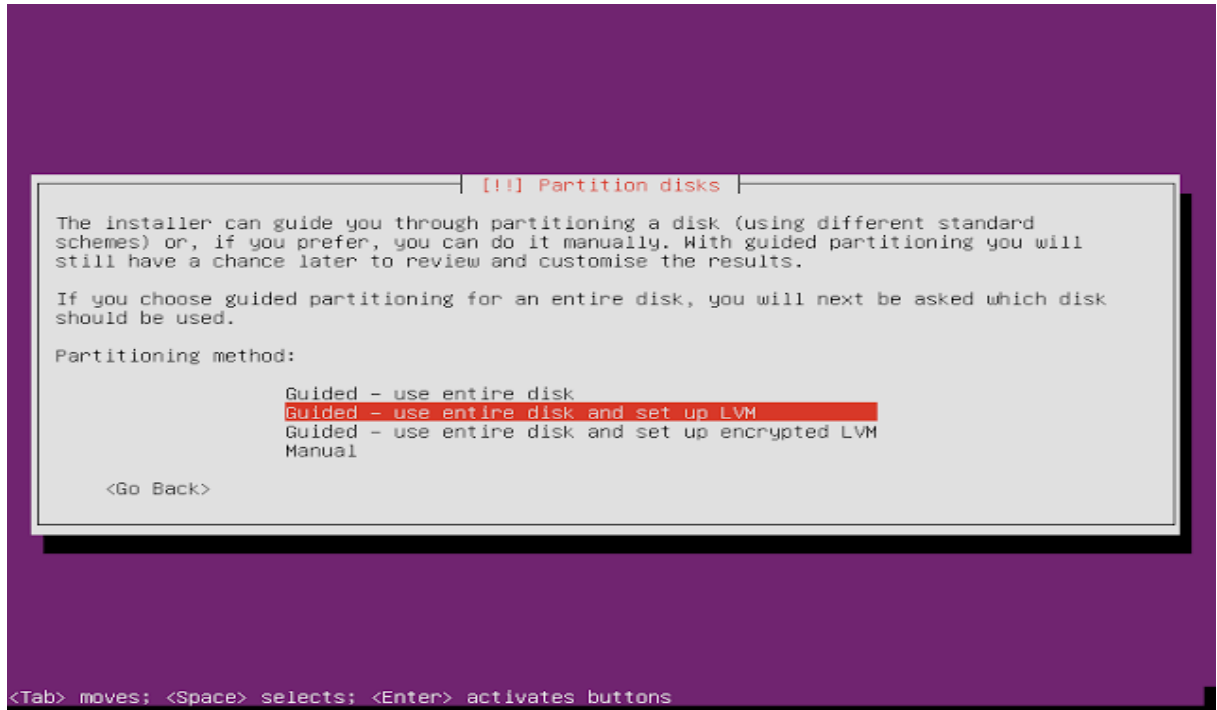 [!!] Partition disks
The installer can guide you through partitioning a disk (using different standard
schemes) or, if you prefer, you can do it manually. With guided partitioning you will
still have a chance later to review and customise the results.
If you choose guided partitioning for an entire disk, you will next be asked which disk
should be used.
Partitioning method:
Guided – use entire disk
Guided – use entire disk and set up LVM
Guided – use entire disk and set up encrypted LVM
Manual
<Go Back>
<Tab> moves; <Space> selects; <Enter> activates buttons